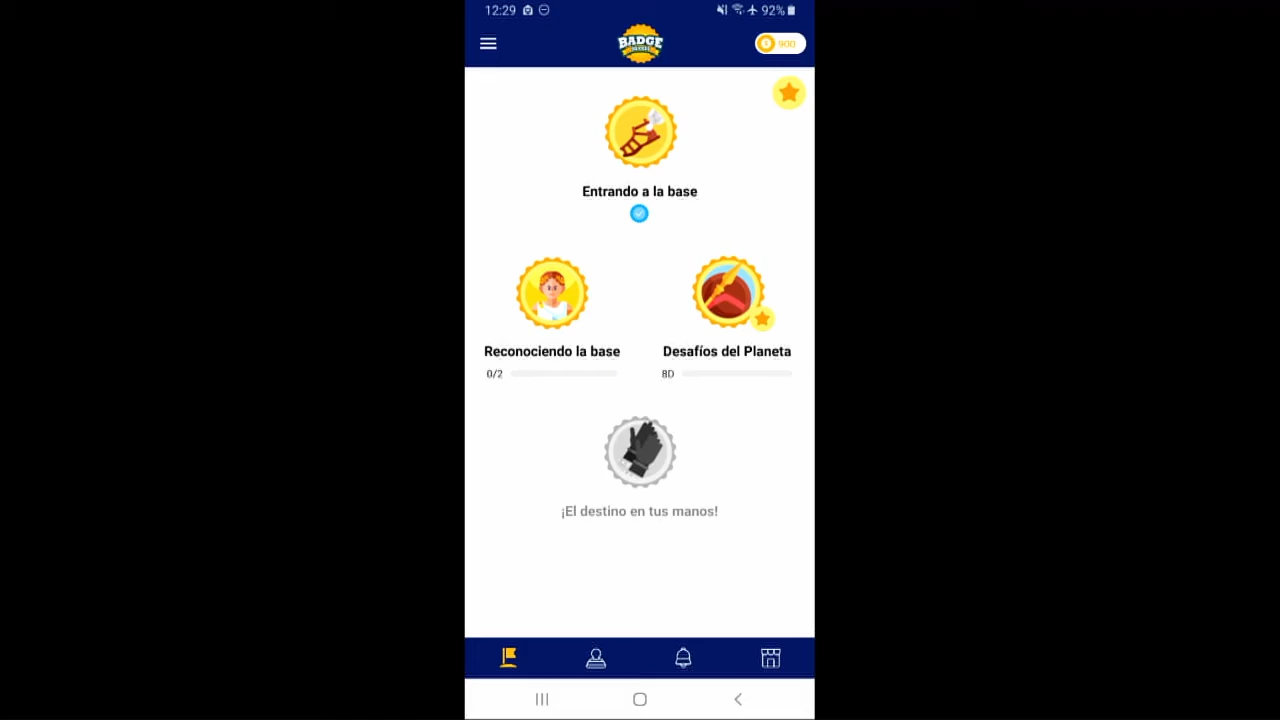 12:29
92%
BADGE
900
Entrando a la base
Reconociendo la base
Desafíos del Planeta
0/2
8D
¡El destino en tus manos!